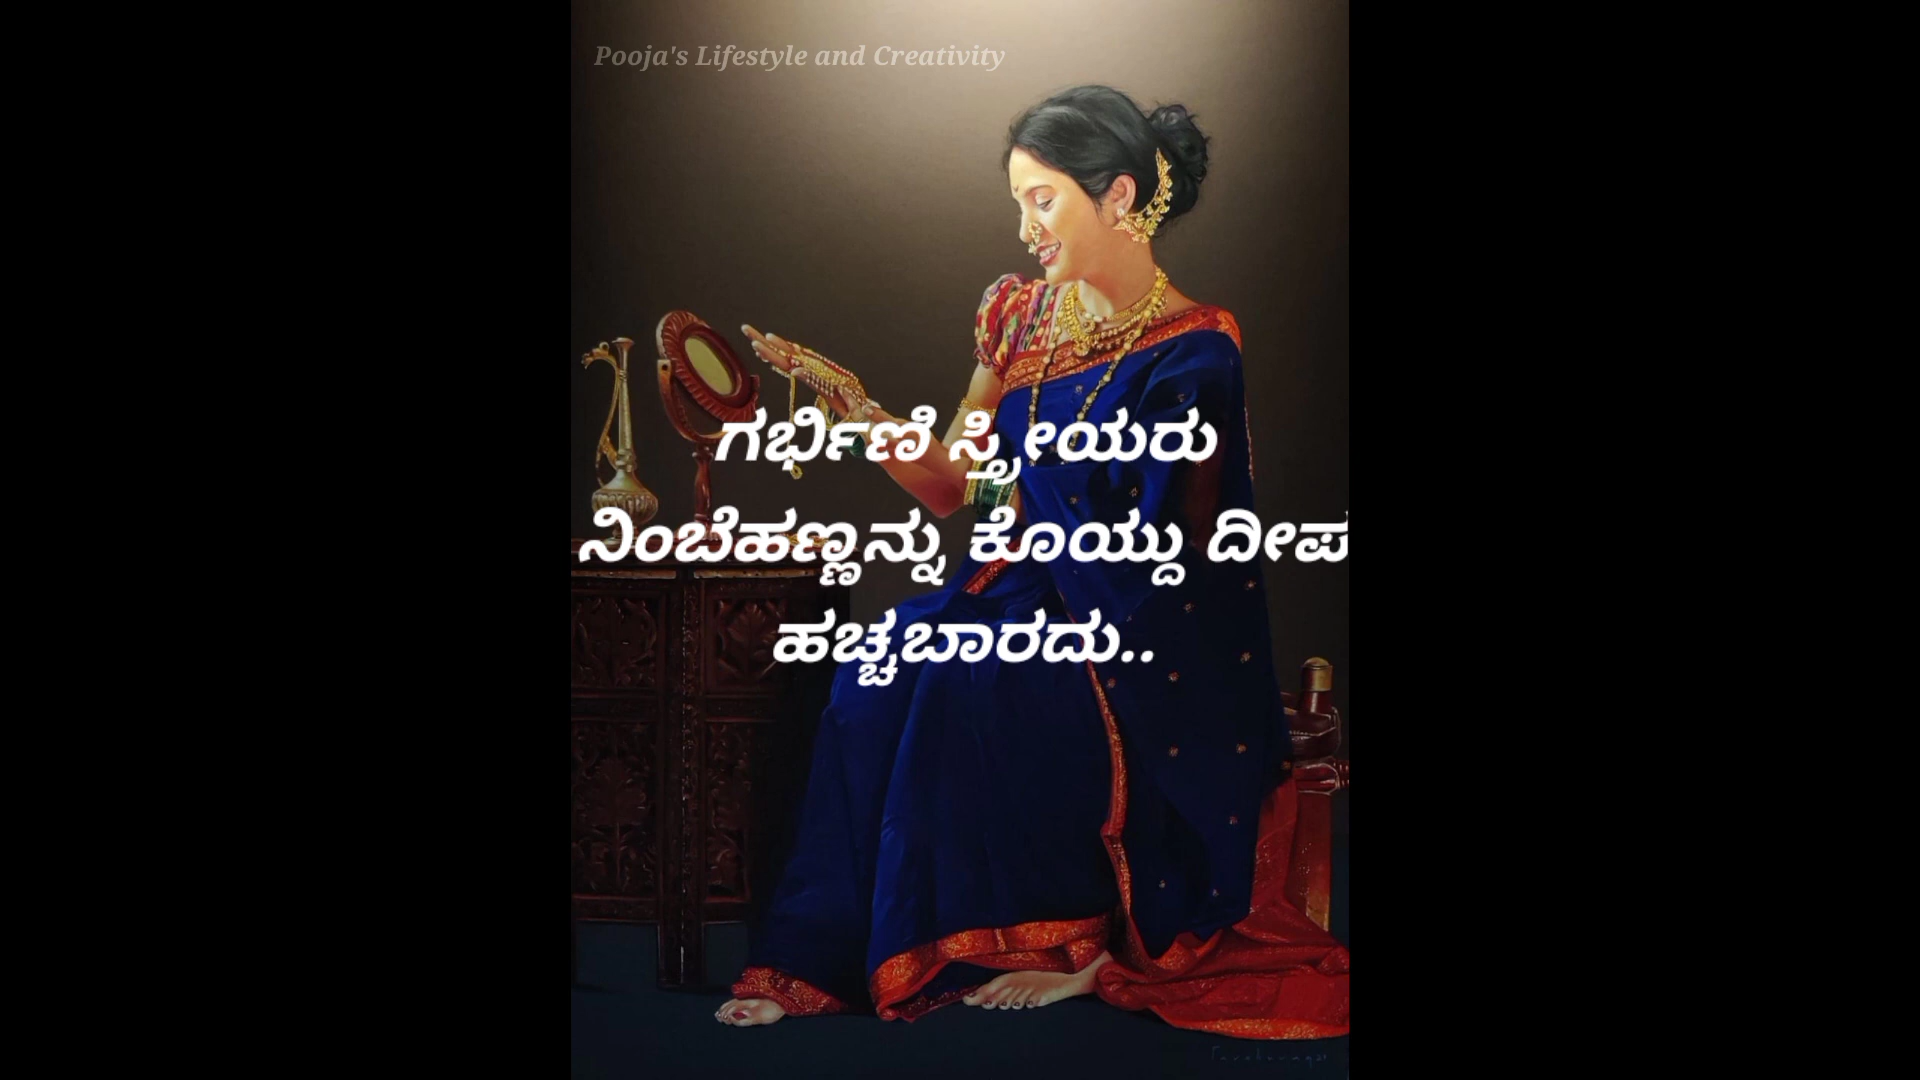 Pooja's Lifestyle and Creativity
ಗರ್ಭಿಣಿ ಸ್ತ್ರೀಯರು
ನಿಂಬೆಹಣ್ಣನ್ನು ಕೊಯ್ದು ದೀಪ
ಹಚ್ಚಬಾರದು..